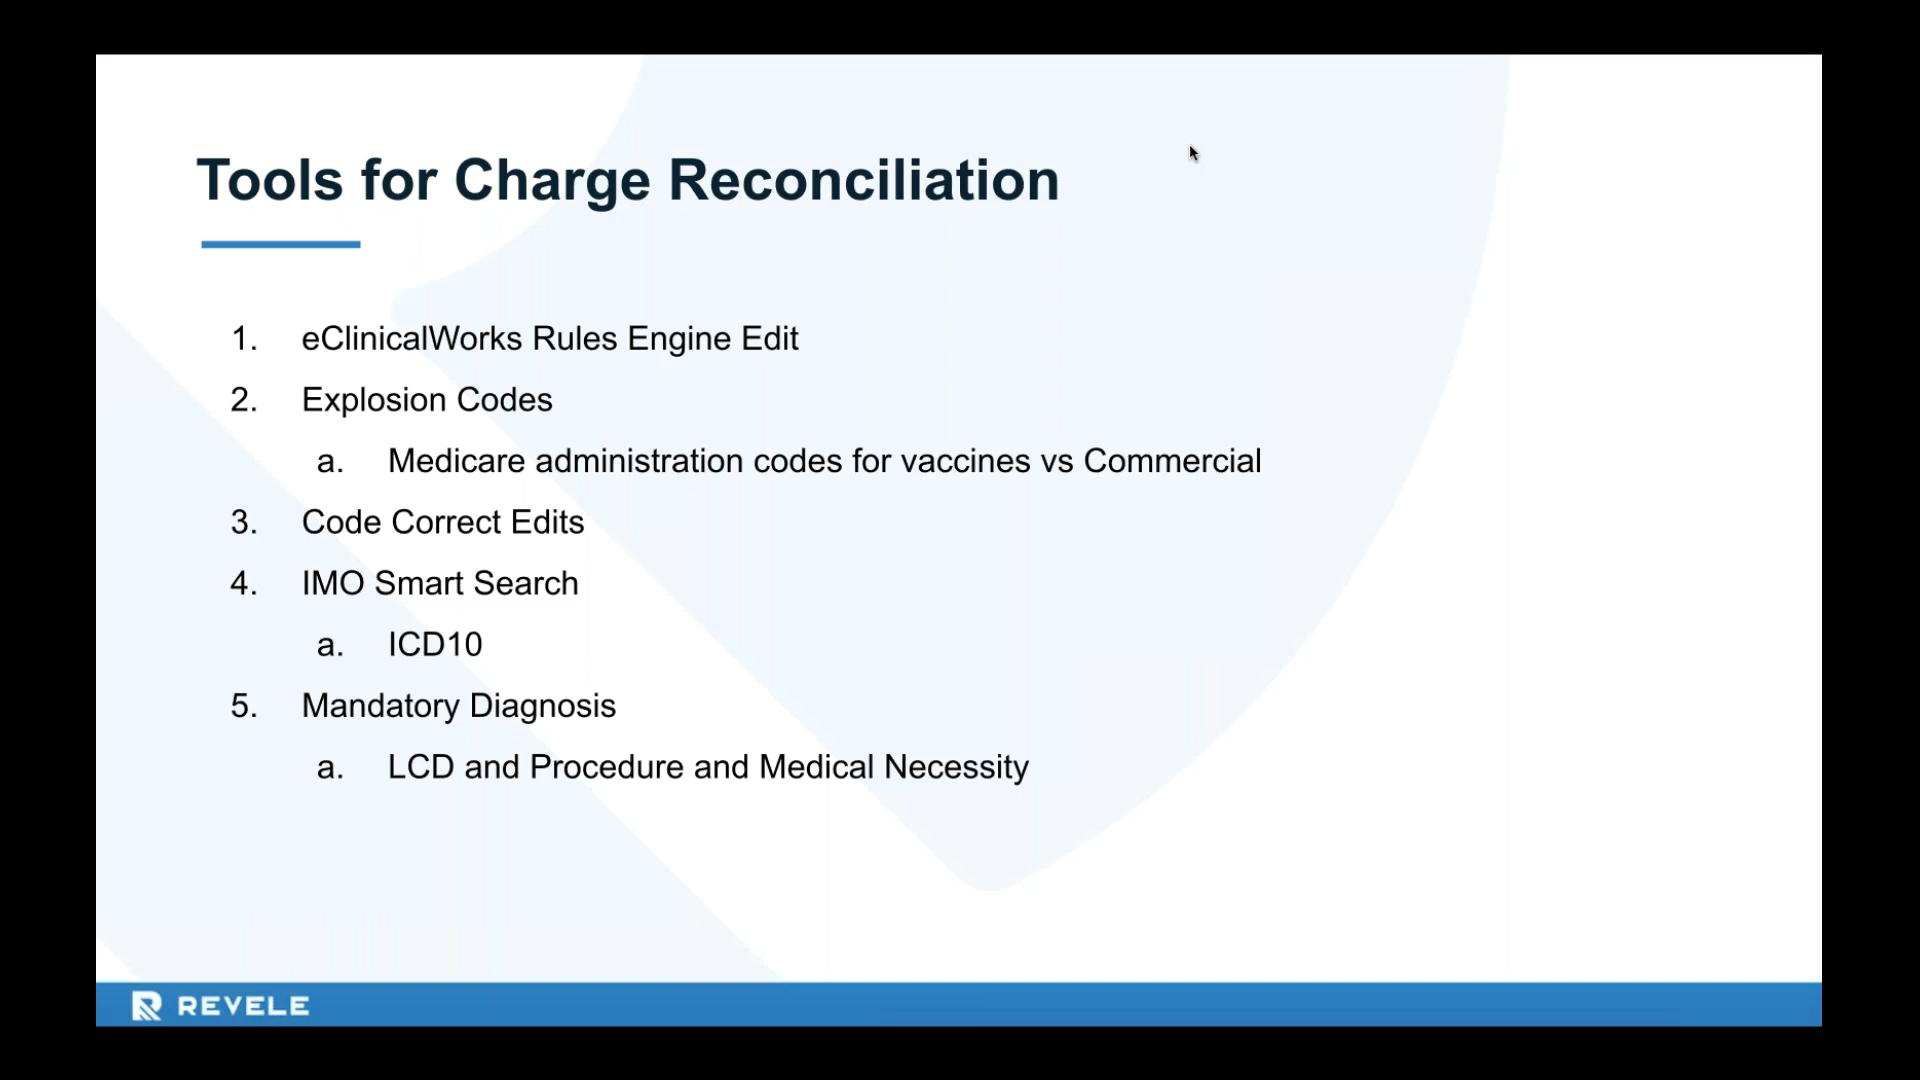 Tools for Charge Reconciliation
1. eClinicalWorks Rules Engine Edit
2. Explosion Codes
a. Medicare administration codes for vaccines vs Commercial
3. Code Correct Edits
4. IMO Smart Search
a. ICD10
5. Mandatory Diagnosis
a. LCD and Procedure and Medical Necessity
REVELE